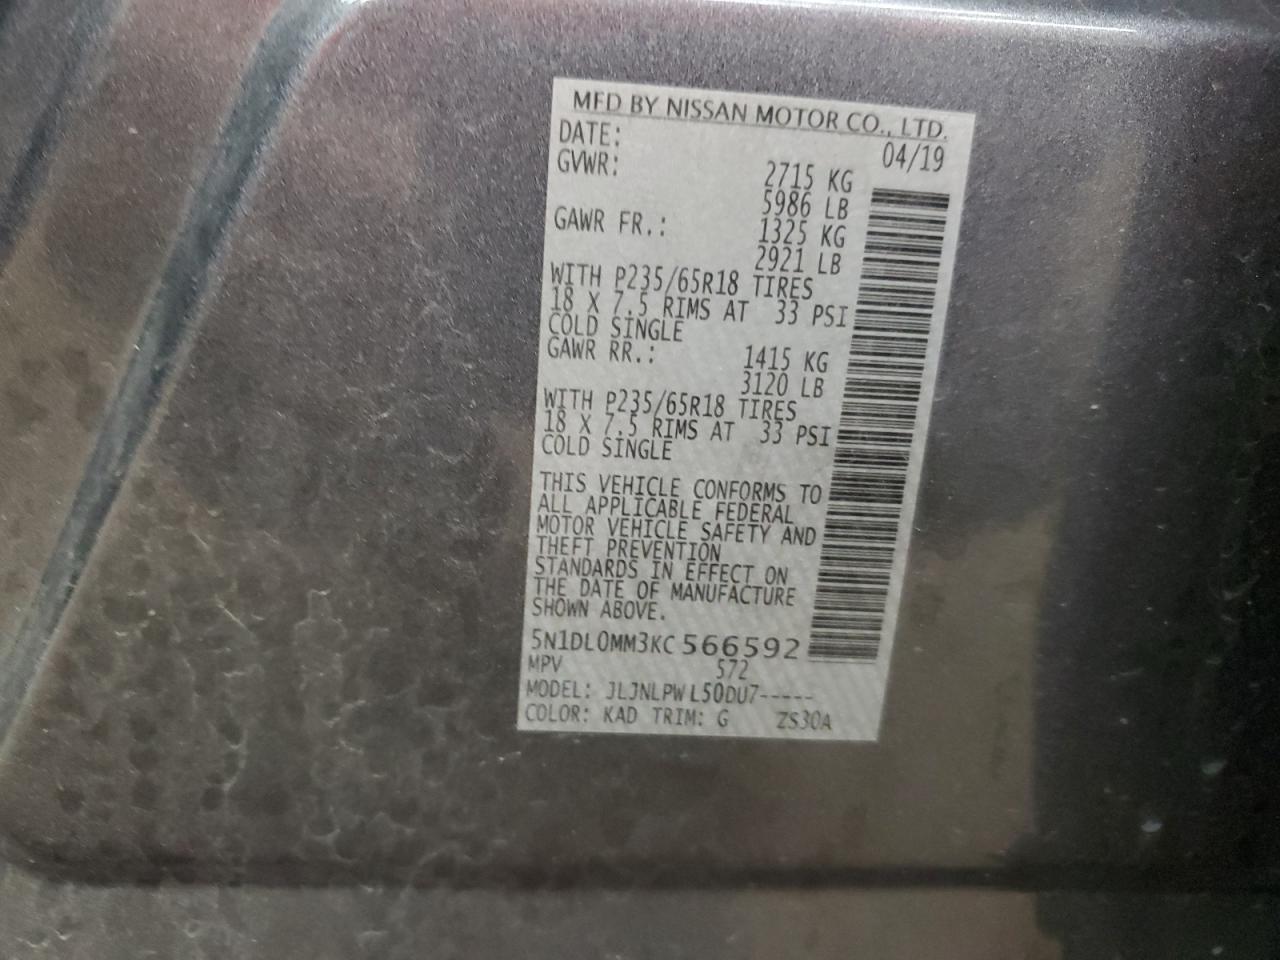 MFD BY NISSAN MOTOR CO., LTD.
DATE: 04/19
GVWR: 2715 KG
5986 LB
GAWR FR.: 1325 KG
2921 LB
WITH P235/65R18 TIRES
18 X 7.5 RIMS AT 33 PSI
COLD SINGLE
GAWR RR.: 1415 KG
3120 LB
WITH P235/65R18 TIRES
18 X 7.5 RIMS AT 33 PSI
COLD SINGLE
THIS VEHICLE CONFORMS TO
ALL APPLICABLE FEDERAL
MOTOR VEHICLE SAFETY AND
THEFT PREVENTION
STANDARDS IN EFFECT ON
THE DATE OF MANUFACTURE
SHOWN ABOVE.
5N1DL0MM3KC566592
MPV 572
MODEL: JLJNLPWL50DU7-----
COLOR: KAD TRIM: G ZS30A